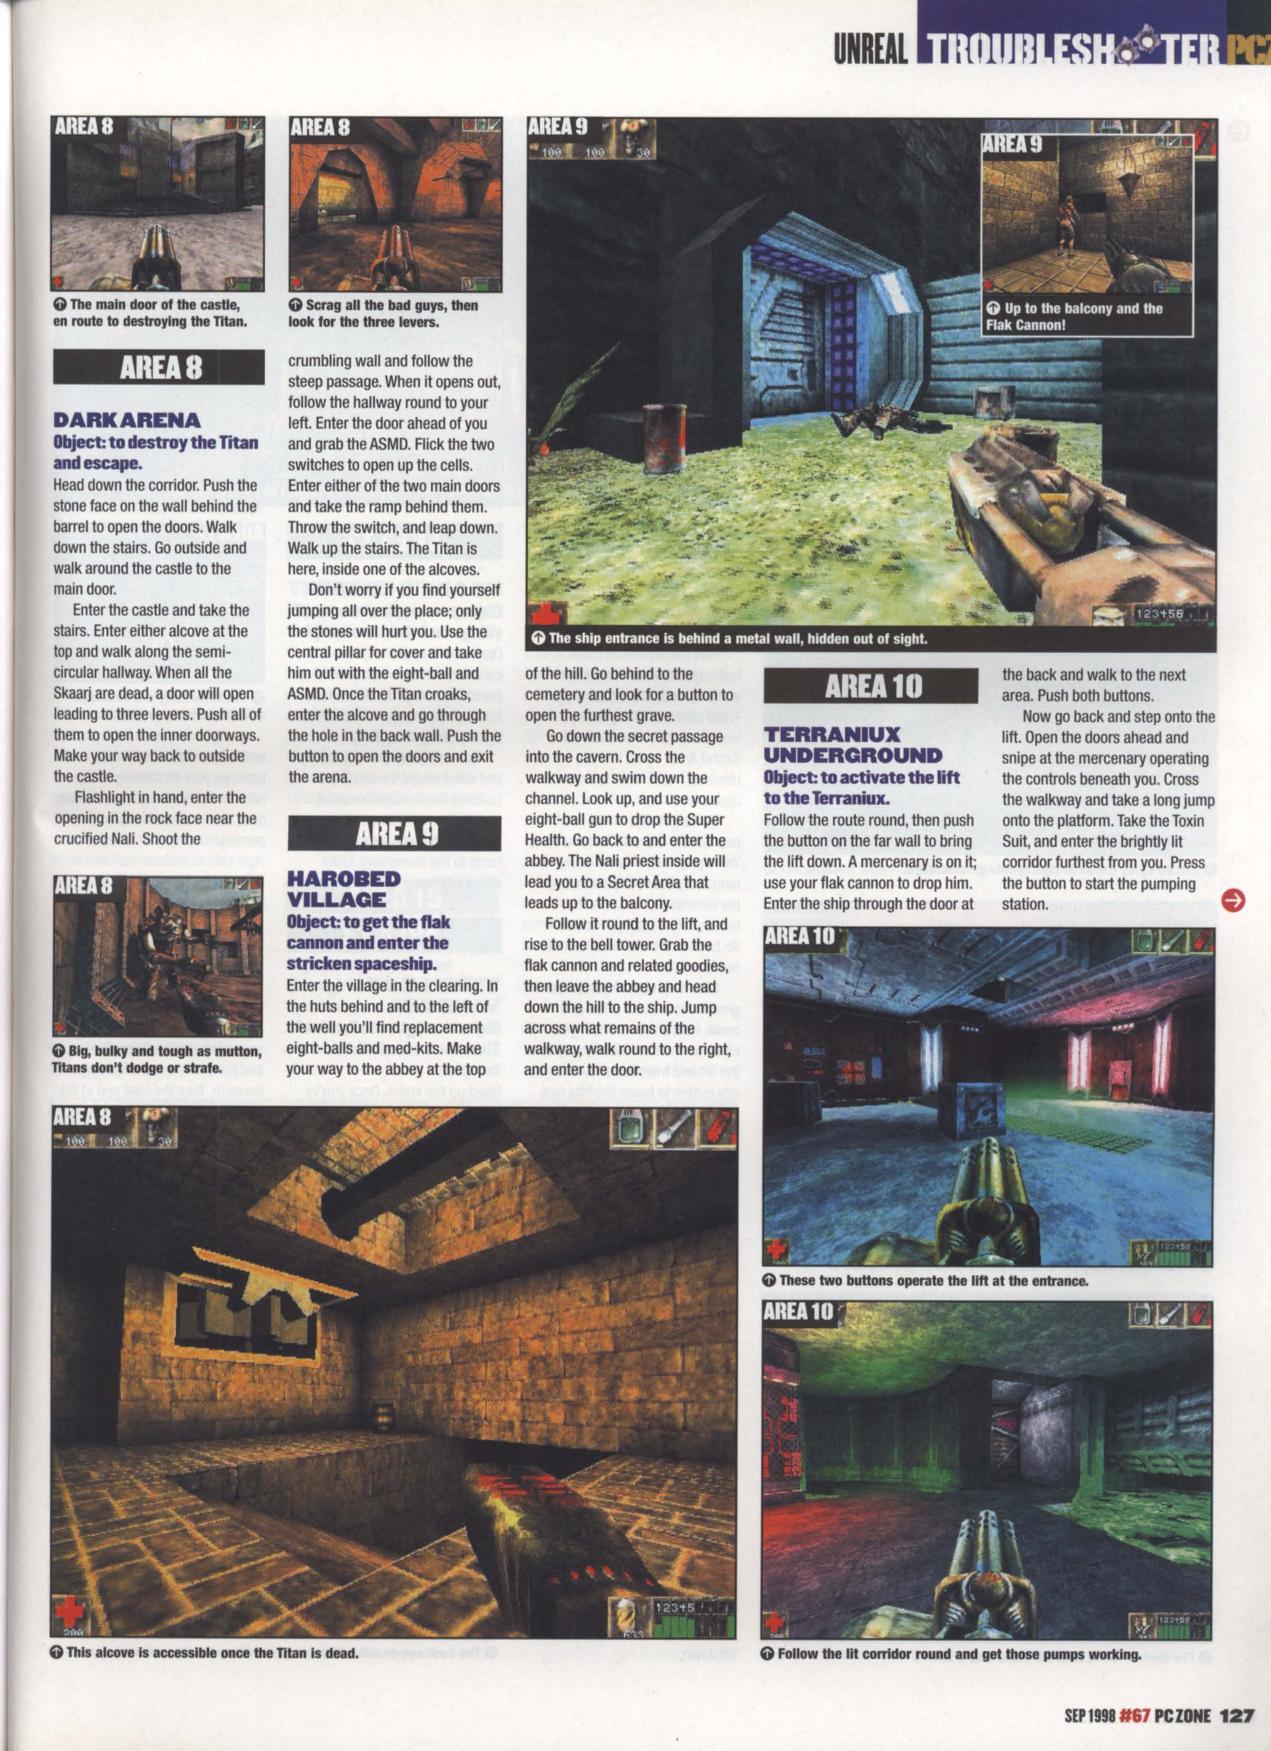 UNREAL TROUBLESHOOTER PCZ
AREA 8
The main door of the castle,
en route to destroying the Titan.
AREA 8
Scrag all the bad guys, then
look for the three levers.
AREA 9
100 100 30
AREA 9
Up to the balcony and the
Flak Cannon!
123456
The ship entrance is behind a metal wall, hidden out of sight.
AREA 8
DARK ARENA
Object: to destroy the Titan
and escape.
Head down the corridor. Push the
stone face on the wall behind the
barrel to open the doors. Walk
down the stairs. Go outside and
walk around the castle to the
main door.
Enter the castle and take the
stairs. Enter either alcove at the
top and walk along the semi-
circular hallway. When all the
Skaarj are dead, a door will open
leading to three levers. Push all of
them to open the inner doorways.
Make your way back to outside
the castle.
Flashlight in hand, enter the
opening in the rock face near the
crucified Nali. Shoot the
AREA 8
Big, bulky and tough as mutton,
Titans don't dodge or strafe.
crumbling wall and follow the
steep passage. When it opens out,
follow the hallway round to your
left. Enter the door ahead of you
and grab the ASMD. Flick the two
switches to open up the cells.
Enter either of the two main doors
and take the ramp behind them.
Throw the switch, and leap down.
Walk up the stairs. The Titan is
here, inside one of the alcoves.
Don't worry if you find yourself
jumping all over the place; only
the stones will hurt you. Use the
central pillar for cover and take
him out with the eight-ball and
ASMD. Once the Titan croaks,
enter the alcove and go through
the hole in the back wall. Push the
button to open the doors and exit
the arena.
AREA 9
HAROBED
VILLAGE
Object: to get the flak
cannon and enter the
stricken spaceship.
Enter the village in the clearing. In
the huts behind and to the left of
the well you'll find replacement
eight-balls and med-kits. Make
your way to the abbey at the top
of the hill. Go behind to the
cemetery and look for a button to
open the furthest grave.
Go down the secret passage
into the cavern. Cross the
walkway and swim down the
channel. Look up, and use your
eight-ball gun to drop the Super
Health. Go back to and enter the
abbey. The Nali priest inside will
lead you to a Secret Area that
leads up to the balcony.
Follow it round to the lift, and
rise to the bell tower. Grab the
flak cannon and related goodies,
then leave the abbey and head
down the hill to the ship. Jump
across what remains of the
walkway, walk round to the right,
and enter the door.
AREA 10
TERRANIUX
UNDERGROUND
Object: to activate the lift
to the Terraniux.
Follow the route round, then push
the button on the far wall to bring
the lift down. A mercenary is on it;
use your flak cannon to drop him.
Enter the ship through the door at
the back and walk to the next
area. Push both buttons.
Now go back and step onto the
lift. Open the doors ahead and
snipe at the mercenary operating
the controls beneath you. Cross
the walkway and take a long jump
onto the platform. Take the Toxin
Suit, and enter the brightly lit
corridor furthest from you. Press
the button to start the pumping
station.
AREA 8
100 100 30
12345
200 633
This alcove is accessible once the Titan is dead.
AREA 10
123456
These two buttons operate the lift at the entrance.
AREA 10
123456
Follow the lit corridor round and get those pumps working.
SEP 1998 #67 PC ZONE 127